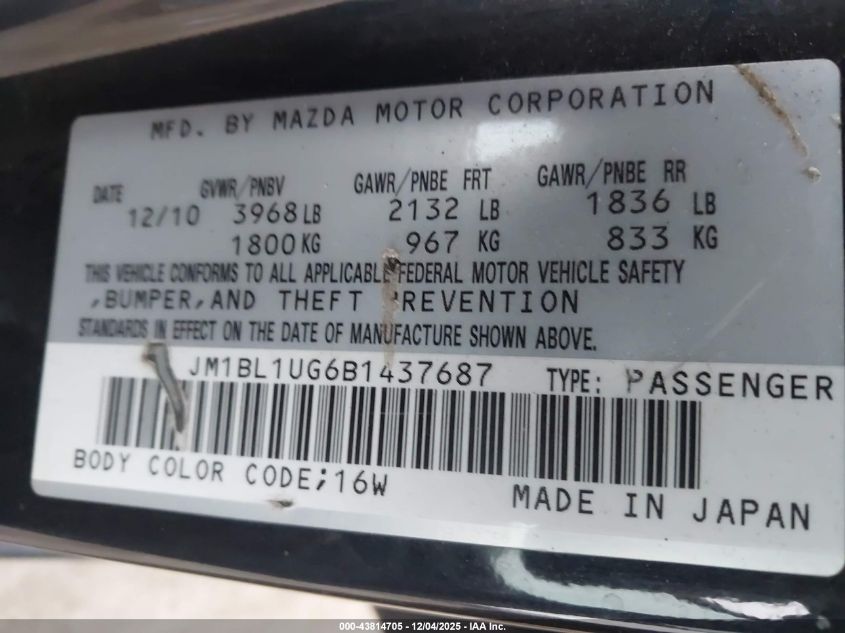 MFD. BY MAZDA MOTOR CORPORATION
DATE GVWR/PNBV GAWR/PNBE FRT GAWR/PNBE RR
12/10 3968 LB 2132 LB 1836 LB
1800 KG 967 KG 833 KG
THIS VEHICLE CONFORMS TO ALL APPLICABLE FEDERAL MOTOR VEHICLE SAFETY
,BUMPER,AND THEFT PREVENTION
STANDARDS IN EFFECT ON THE DATE OF MANUFACTURE SHOWN ABOVE.
JM1BL1UG6B1437687 TYPE: PASSENGER
BODY COLOR CODE;16W
MADE IN JAPAN
000-43814705 - 12/04/2025 - IAA Inc.